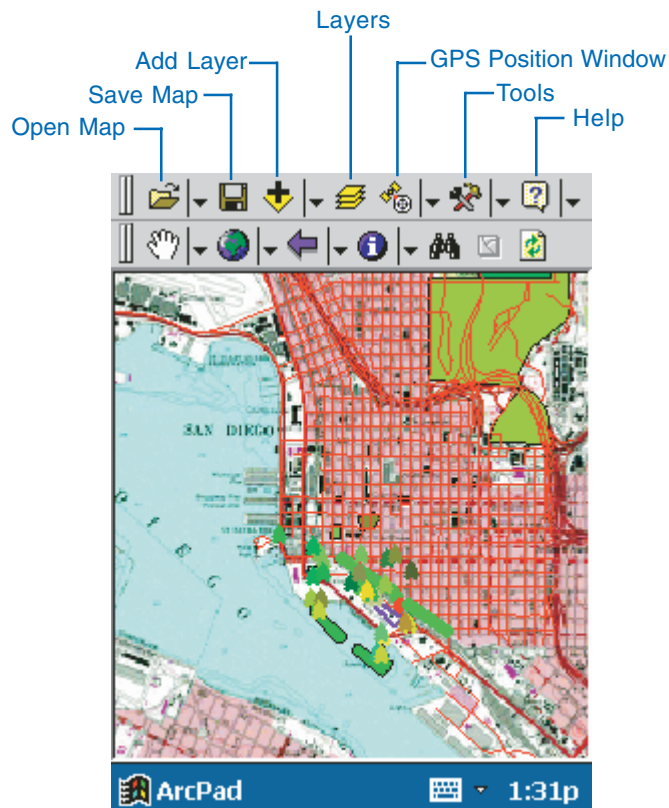 Layers
Add Layer
GPS Position Window
Save Map
Tools
Open Map
Help
SAN DIEGO
ArcPad
1:31p